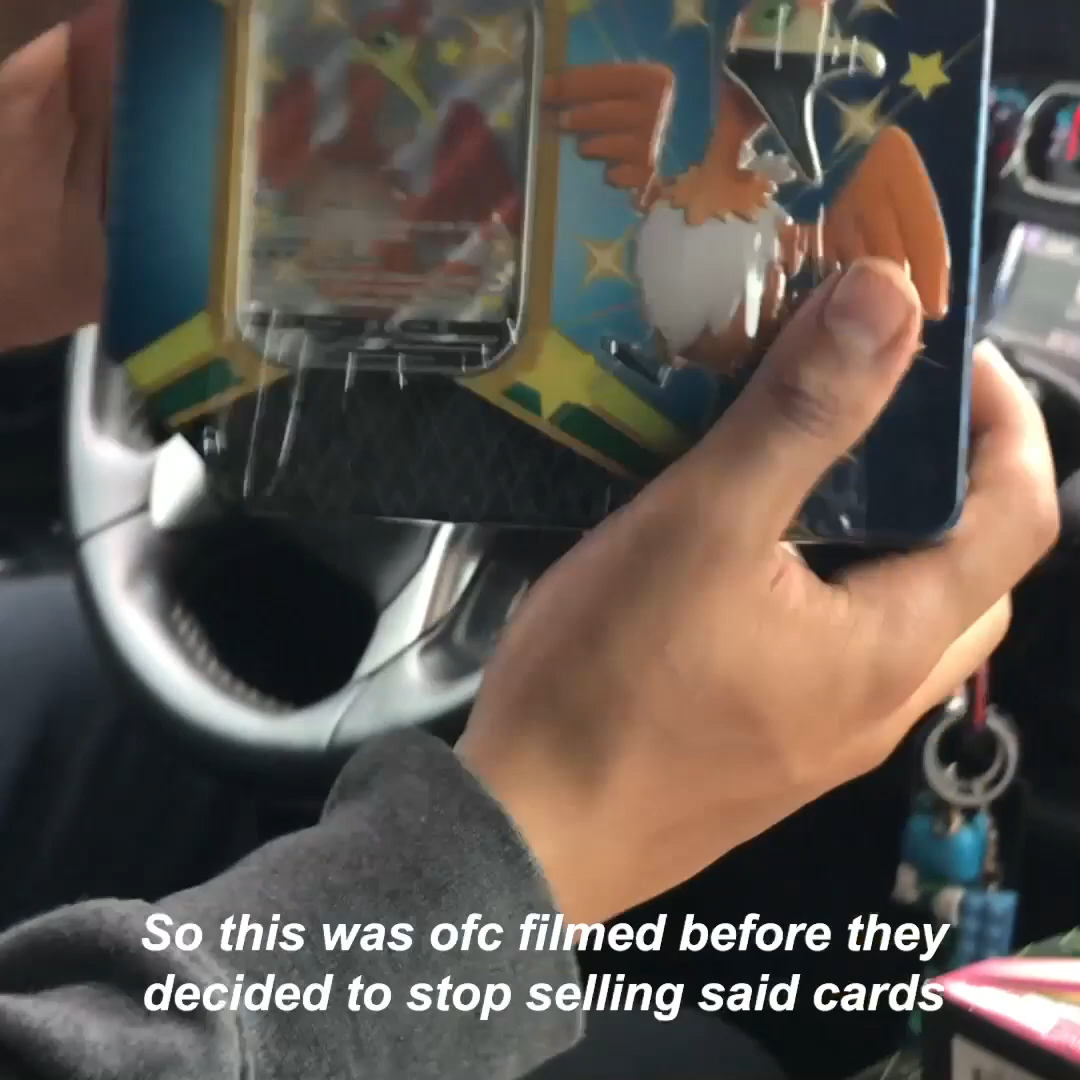 So this was ofc filmed before they
decided to stop selling said cards